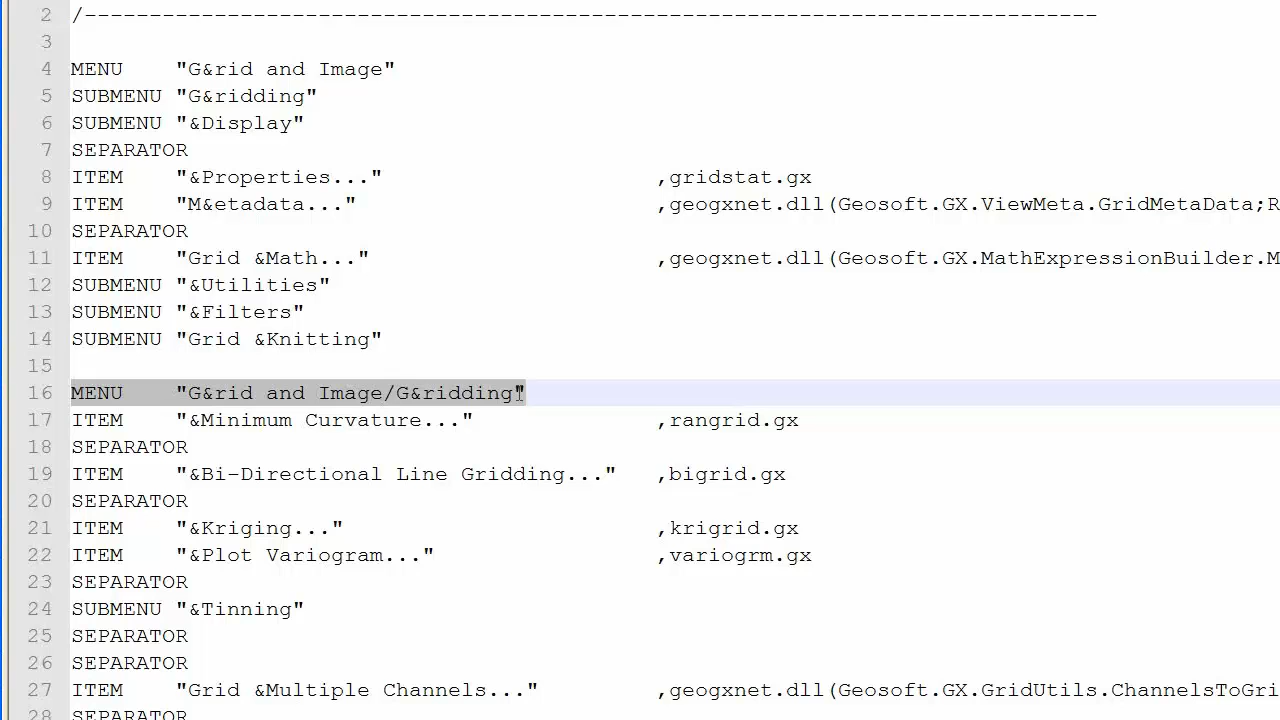 2 /------------------------------------------------------------------------------
3
4 MENU    "G&rid and Image"
5 SUBMENU "G&ridding"
6 SUBMENU "&Display"
7 SEPARATOR
8 ITEM    "&Properties..."                     ,gridstat.gx
9 ITEM    "M&etadata..."                       ,geogxnet.dll(Geosoft.GX.ViewMeta.GridMetaData;R
10 SEPARATOR
11 ITEM    "Grid &Math..."                      ,geogxnet.dll(Geosoft.GX.MathExpressionBuilder.M
12 SUBMENU "&Utilities"
13 SUBMENU "&Filters"
14 SUBMENU "Grid &Knitting"
15
16 MENU    "G&rid and Image/G&ridding"
17 ITEM    "&Minimum Curvature..."              ,rangrid.gx
18 SEPARATOR
19 ITEM    "&Bi-Directional Line Gridding..."   ,bigrid.gx
20 SEPARATOR
21 ITEM    "&Kriging..."                        ,krigrid.gx
22 ITEM    "&Plot Variogram..."                 ,variogrm.gx
23 SEPARATOR
24 SUBMENU "&Tinning"
25 SEPARATOR
26 SEPARATOR
27 ITEM    "Grid &Multiple Channels..."         ,geogxnet.dll(Geosoft.GX.GridUtils.ChannelsToGri
28 SEPARATOR